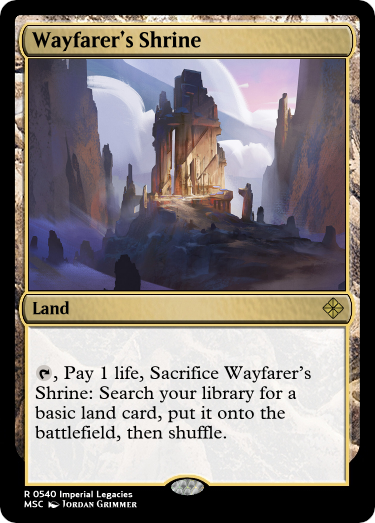 Wayfarer's Shrine
Land
, Pay 1 life, Sacrifice Wayfarer's
Shrine: Search your library for a
basic land card, put it onto the
battlefield, then shuffle.
R 0540 Imperial Legacies
MSC Jordan Grimmer